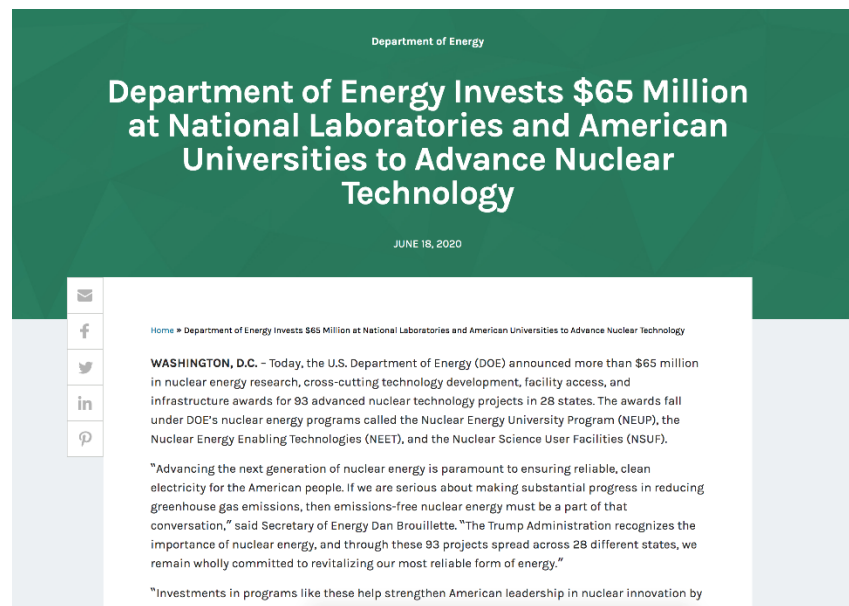 Department of Energy
Department of Energy Invests $65 Million
at National Laboratories and American
Universities to Advance Nuclear
Technology
JUNE 18, 2020
Home » Department of Energy Invests $65 Million at National Laboratories and American Universities to Advance Nuclear Technology
WASHINGTON, D.C. – Today, the U.S. Department of Energy (DOE) announced more than $65 million
in nuclear energy research, cross-cutting technology development, facility access, and
infrastructure awards for 93 advanced nuclear technology projects in 28 states. The awards fall
under DOE's nuclear energy programs called the Nuclear Energy University Program (NEUP), the
Nuclear Energy Enabling Technologies (NEET), and the Nuclear Science User Facilities (NSUF).
"Advancing the next generation of nuclear energy is paramount to ensuring reliable, clean
electricity for the American people. If we are serious about making substantial progress in reducing
greenhouse gas emissions, then emissions-free nuclear energy must be a part of that
conversation," said Secretary of Energy Dan Brouillette. "The Trump Administration recognizes the
importance of nuclear energy, and through these 93 projects spread across 28 different states, we
remain wholly committed to revitalizing our most reliable form of energy."
"Investments in programs like these help strengthen American leadership in nuclear innovation by